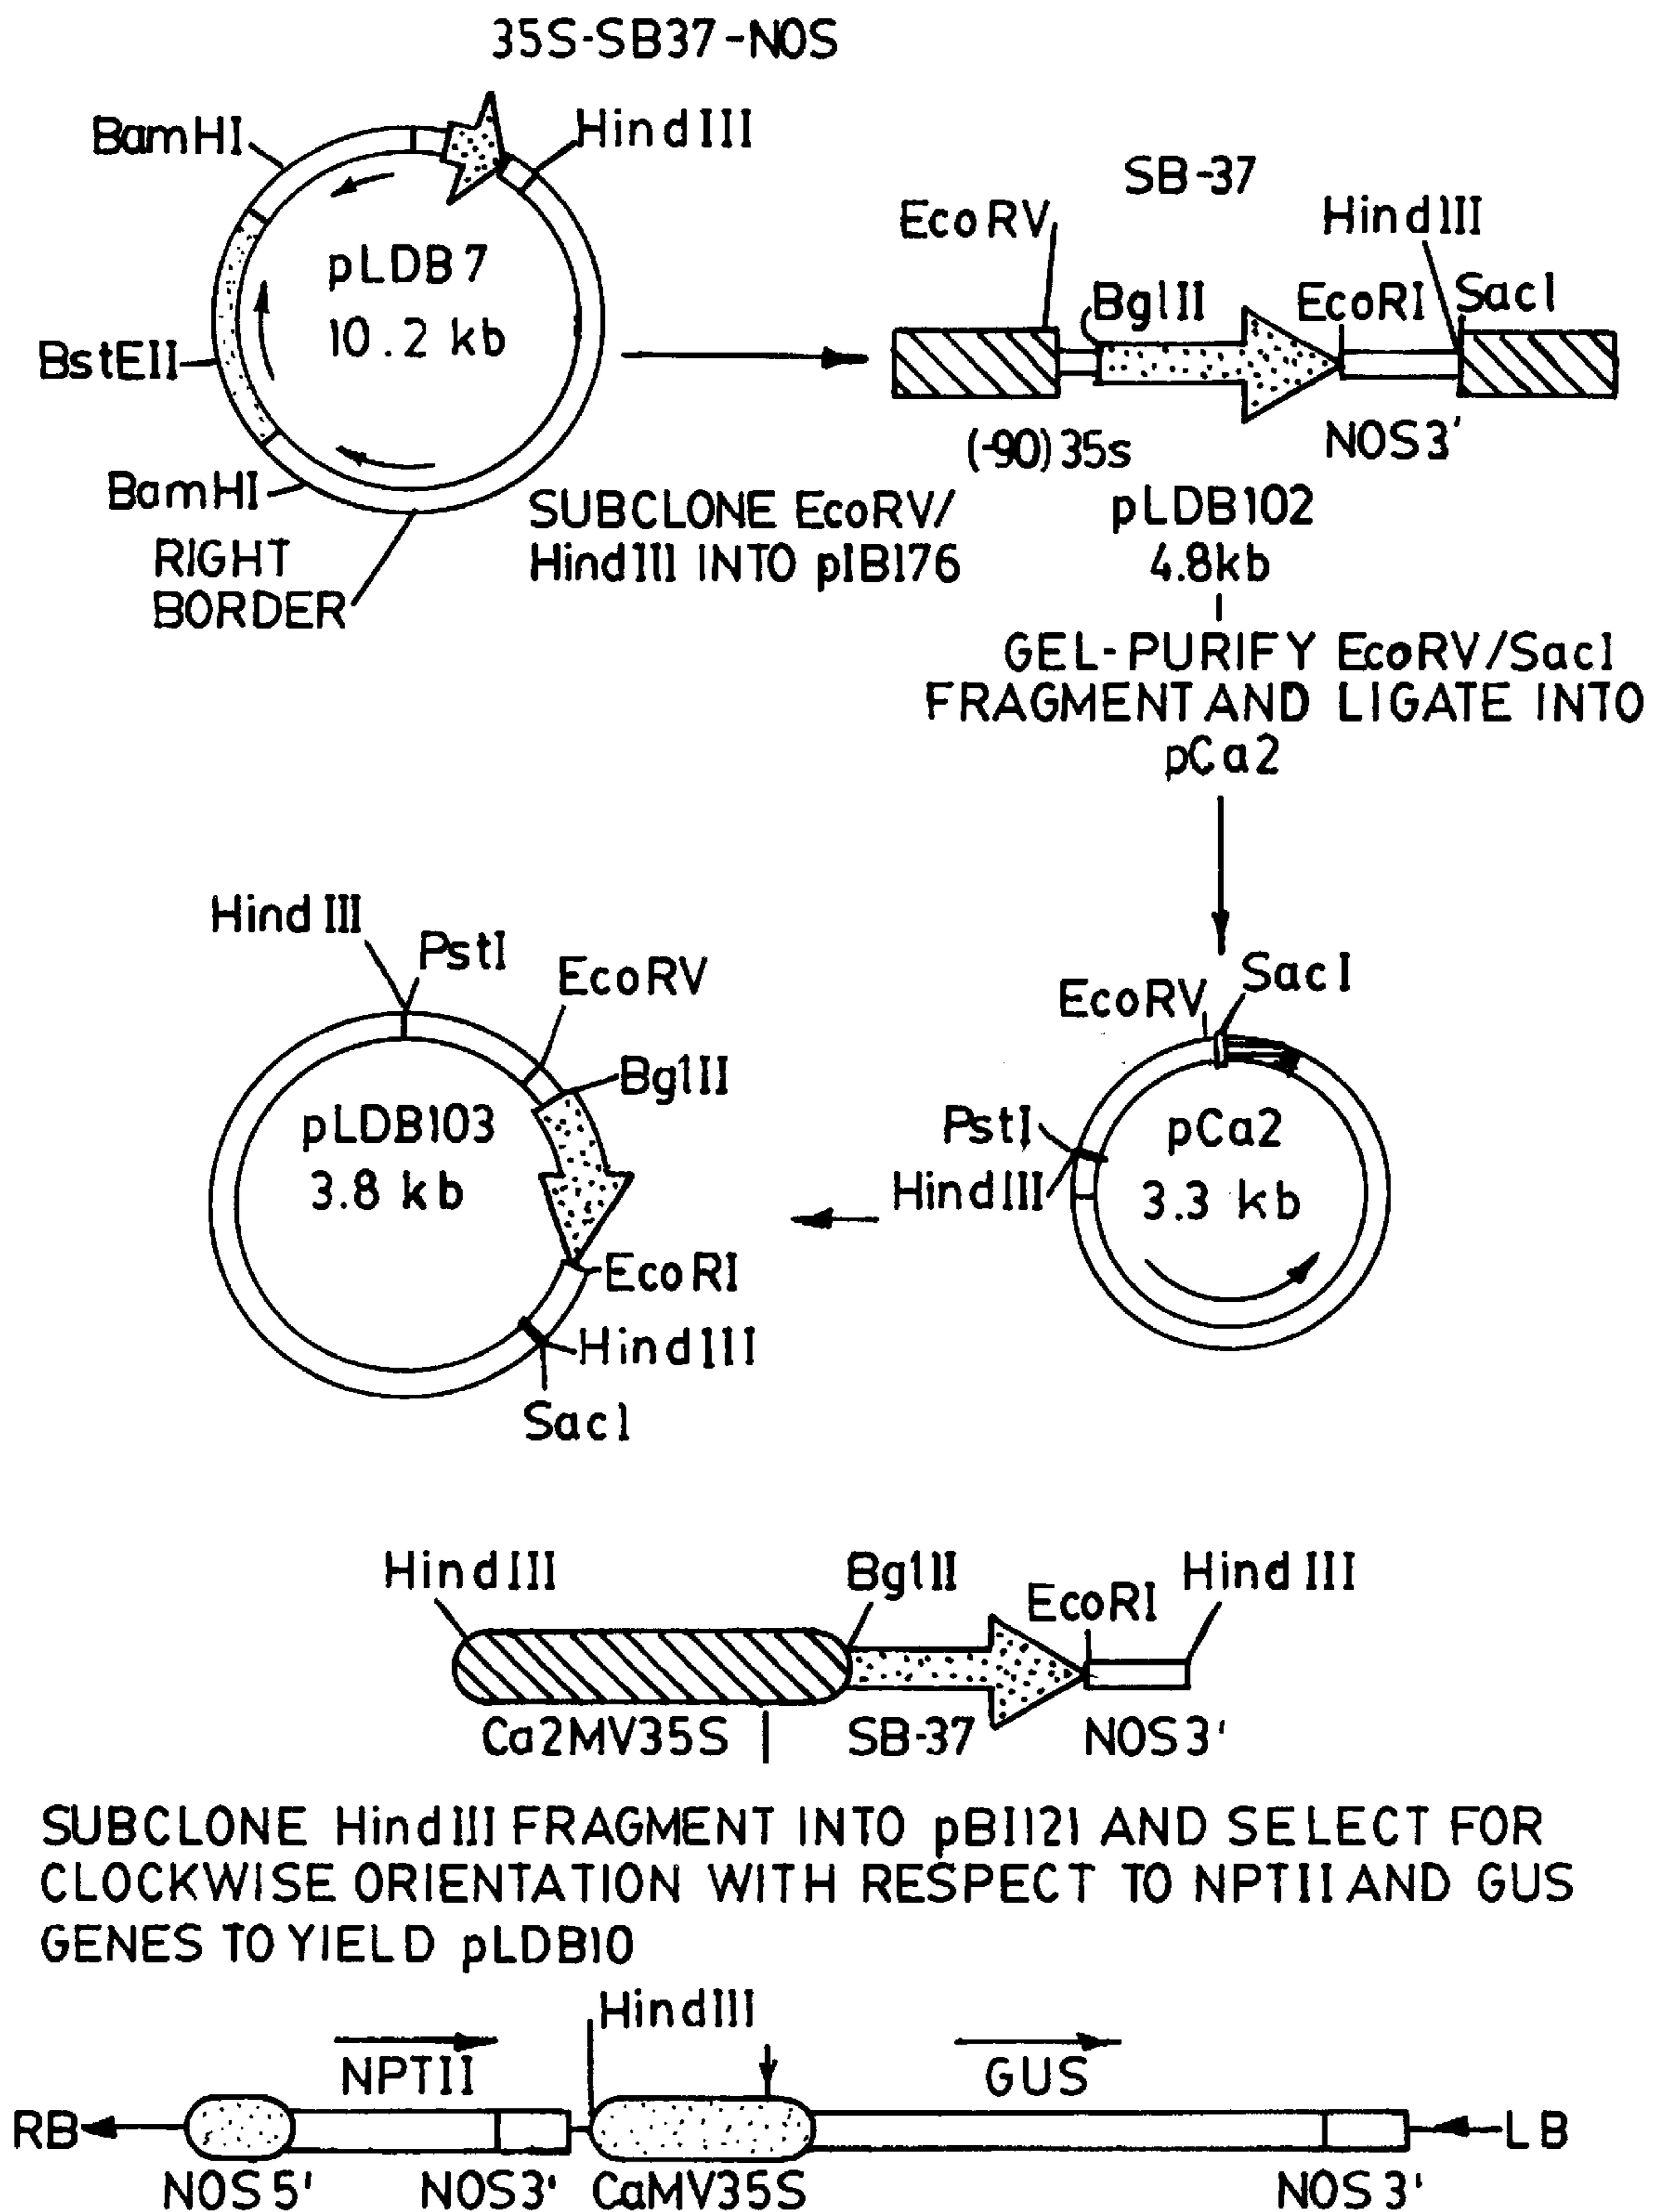 35S-SB37-NOS
BamHI
HindIII
pLDB7
10.2 kb
BstEII
BamHI
RIGHT
BORDER
SUBCLONE EcoRV/
HindIII INTO pIBI76
SB-37
EcoRV
HindIII
BglII
EcoRI
SacI
(-90)35s
NOS3'
pLDB102
4.8kb
GEL-PURIFY EcoRV/SacI
FRAGMENT AND LIGATE INTO
pCa2
HindIII
PstI
EcoRV
BglII
pLDB103
3.8 kb
EcoRI
HindIII
SacI
EcoRV
SacI
PstI
HindIII
pCa2
3.3 kb
HindIII
BglII
EcoRI
HindIII
Ca2MV35S
SB-37
NOS3'
SUBCLONE HindIII FRAGMENT INTO pBI121 AND SELECT FOR
CLOCKWISE ORIENTATION WITH RESPECT TO NPTII AND GUS
GENES TO YIELD pLDB10
HindIII
NPTII
GUS
RB
LB
NOS5'
NOS3'
CaMV35S
NOS3'